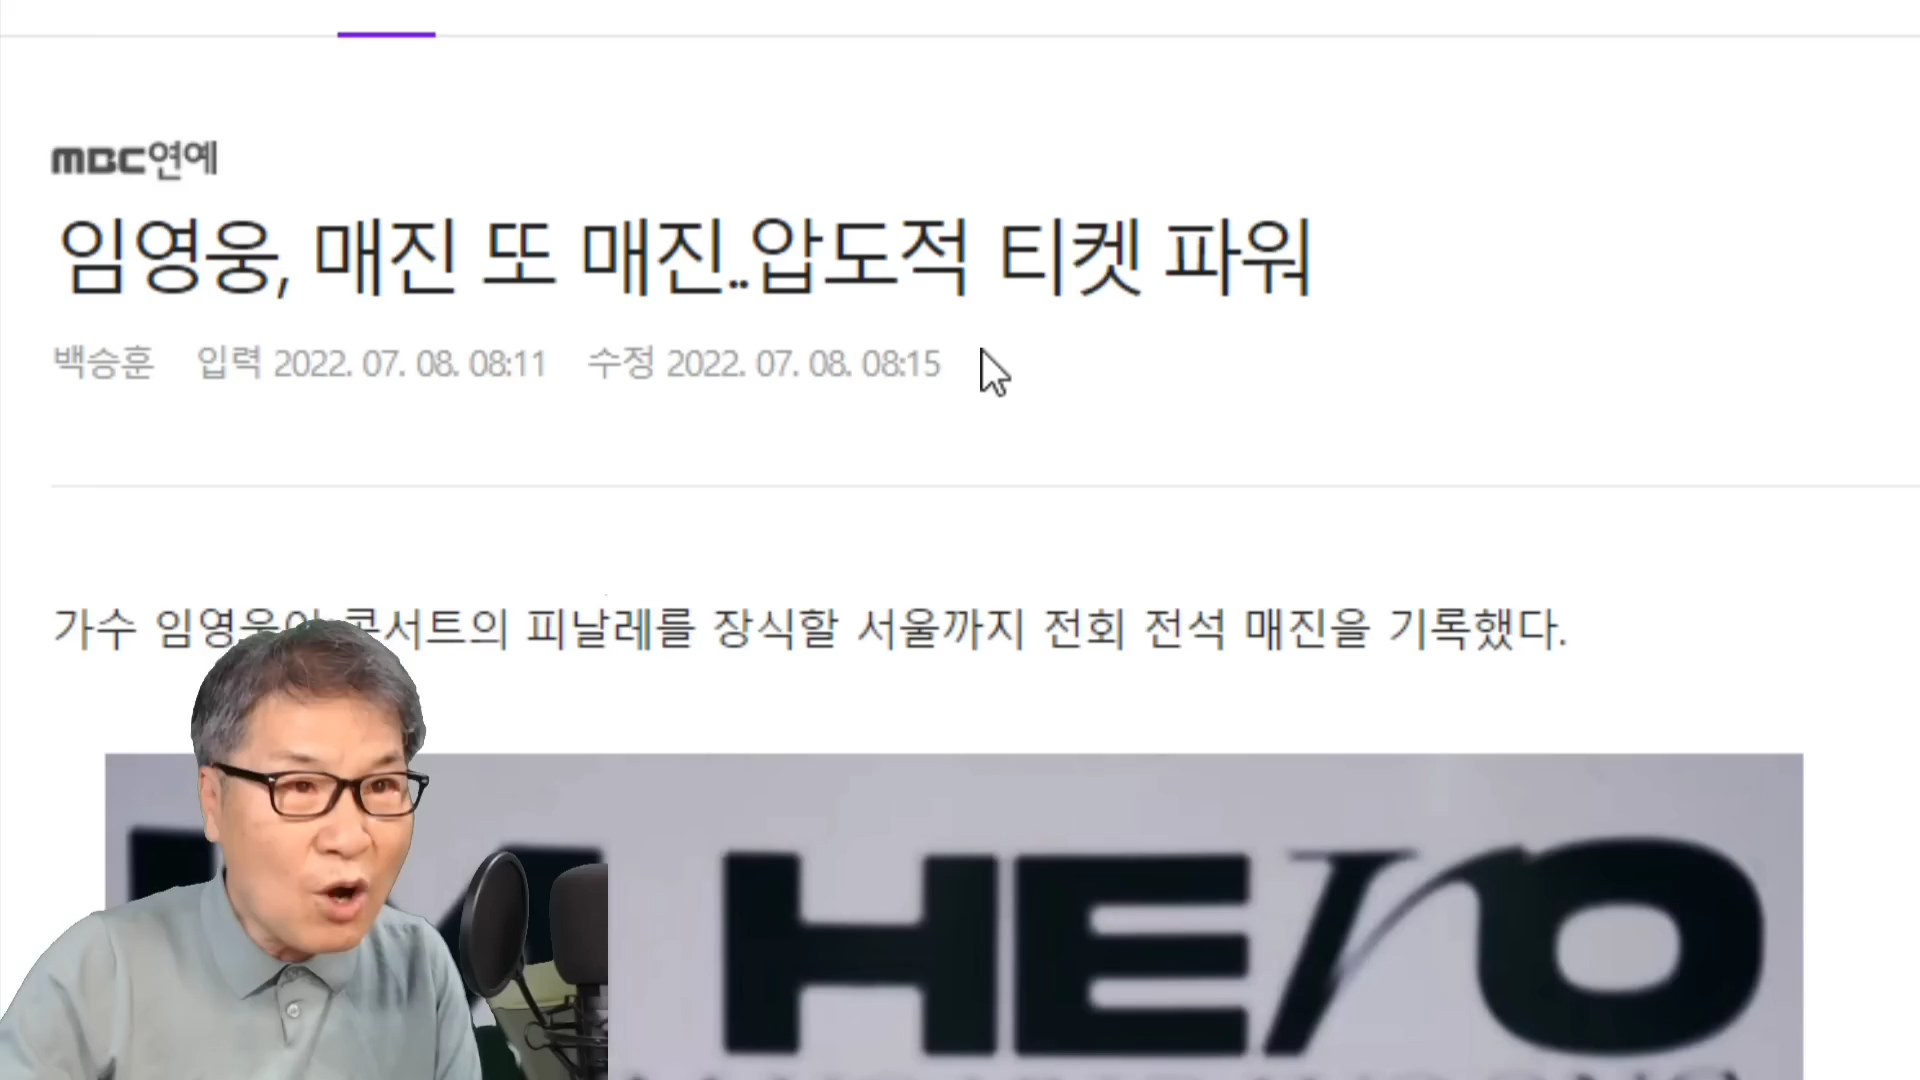 MBC연예
임영웅, 매진 또 매진..압도적 티켓 파워
백승훈 입력 2022. 07. 08. 08:11 수정 2022. 07. 08. 08:15
가수 임영웅이 콘서트의 피날레를 장식할 서울까지 전회 전석 매진을 기록했다.
HErO